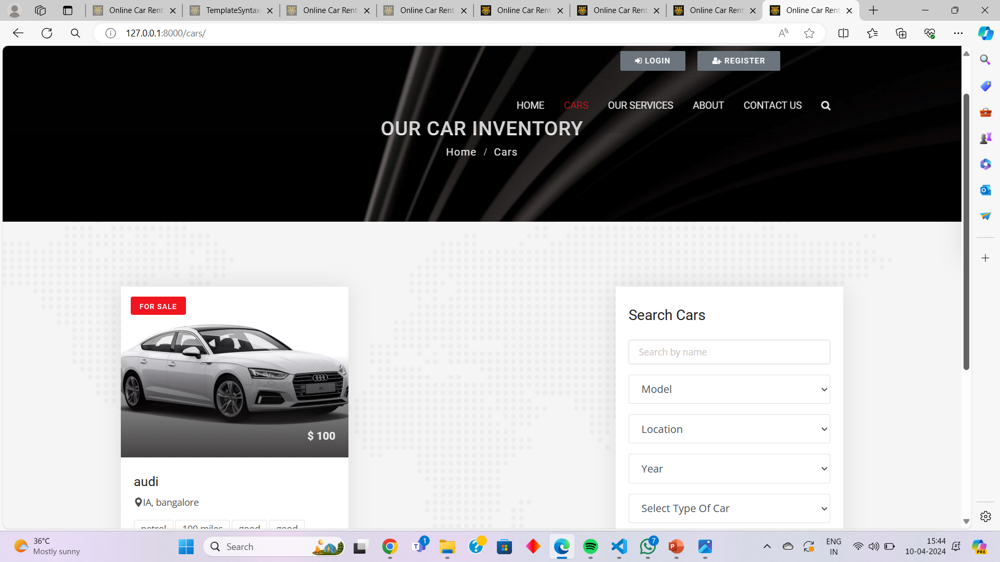 Online Car Rent
TemplateSyntax
Online Car Rent
Online Car Rent
Online Car Rent
Online Car Rent
Online Car Rent
Online Car Rent
127.0.0.1:8000/cars/
LOGIN
REGISTER
HOME
CARS
OUR SERVICES
ABOUT
CONTACT US
OUR CAR INVENTORY
Home / Cars
FOR SALE
A5
$ 100
audi
IA, bangalore
petrol
100 miles
good
good
Search Cars
Search by name
Model
Location
Year
Select Type Of Car
36°C
Mostly sunny
Search
1
7
ENG
IN
15:44
10-04-2024
PRE